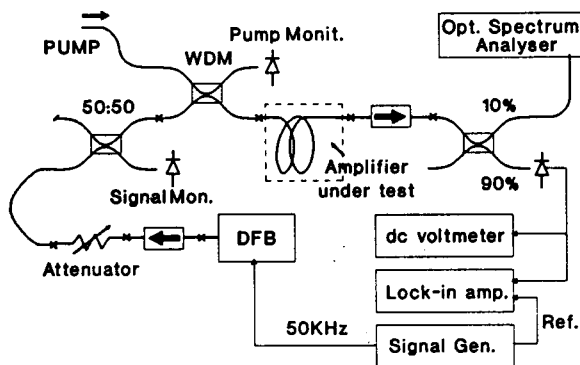 PUMP
WDM
Pump Monit.
Opt. Spectrum
Analyser
50:50
10%
Amplifier
under test
90%
Signal Mon.
DFB
dc voltmeter
Attenuator
Lock-in amp.
50KHz
Ref.
Signal Gen.